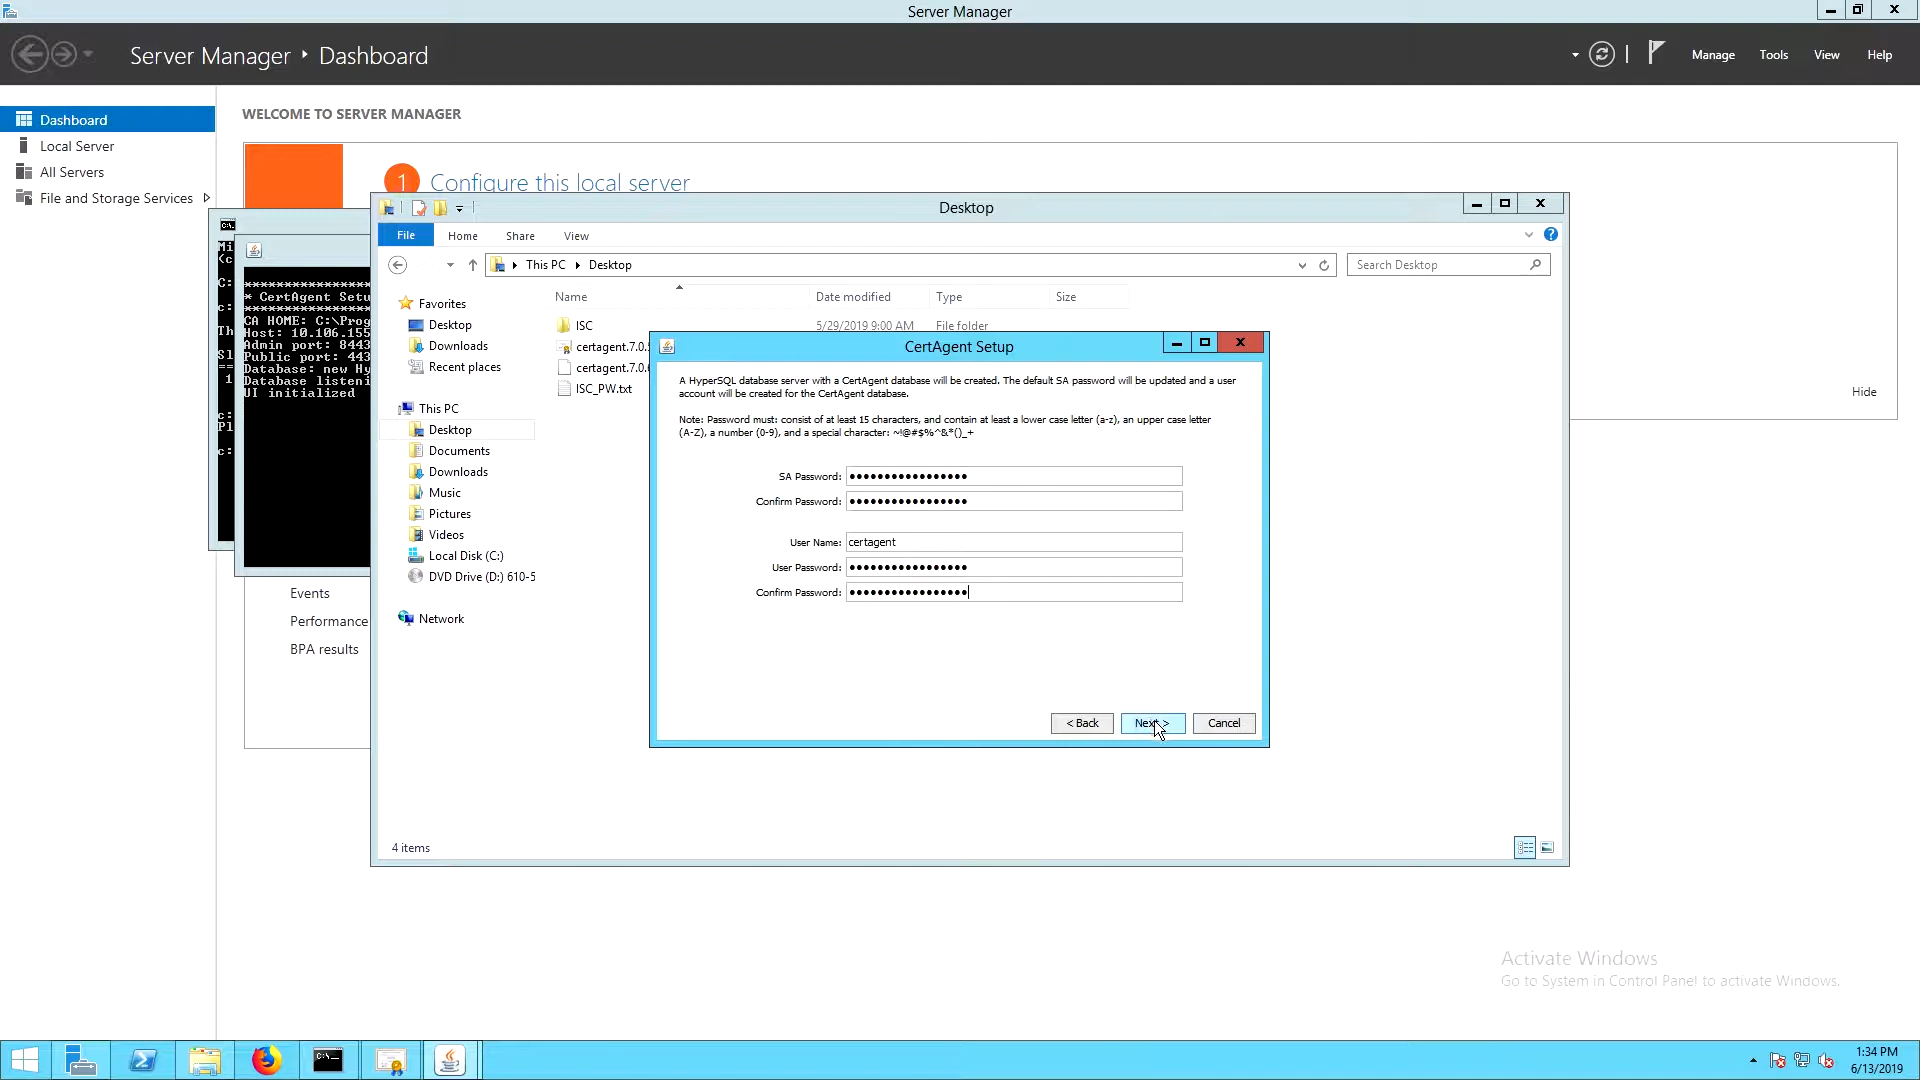 Server Manager
Server Manager ‣ Dashboard
Manage
Tools
View
Help
Dashboard
Local Server
All Servers
File and Storage Services
WELCOME TO SERVER MANAGER
1 Configure this local server
Hide
Events
Performance
BPA results
Mi
(c
C:
c:
Th
****************
* CertAgent Setu
****************
CA HOME: C:\Prog
Host: 10.106.155
Admin port: 8443
Public port: 443
Database: new Hy
Database listeni
UI initialized
Desktop
File
Home
Share
View
This PC ‣ Desktop
Search Desktop
Name
Date modified
Type
Size
Favorites
Desktop
Downloads
Recent places
This PC
Desktop
Documents
Downloads
Music
Pictures
Videos
Local Disk (C:)
DVD Drive (D:) 610-5
Network
ISC
5/29/2019 9:00 AM
File folder
certagent.7.0.
certagent.7.0.
ISC_PW.txt
4 items
CertAgent Setup
A HyperSQL database server with a CertAgent database will be created. The default SA password will be updated and a user
account will be created for the CertAgent database.
Note: Password must: consist of at least 15 characters, and contain at least a lower case letter (a-z), an upper case letter
(A-Z), a number (0-9), and a special character: ~!@#$%^&*()_+
SA Password: •••••••••••••••••
Confirm Password: •••••••••••••••••
User Name: certagent
User Password: •••••••••••••••••
Confirm Password: •••••••••••••••••
< Back
Next >
Cancel
Activate Windows
Go to System in Control Panel to activate Windows.
1:34 PM
6/13/2019